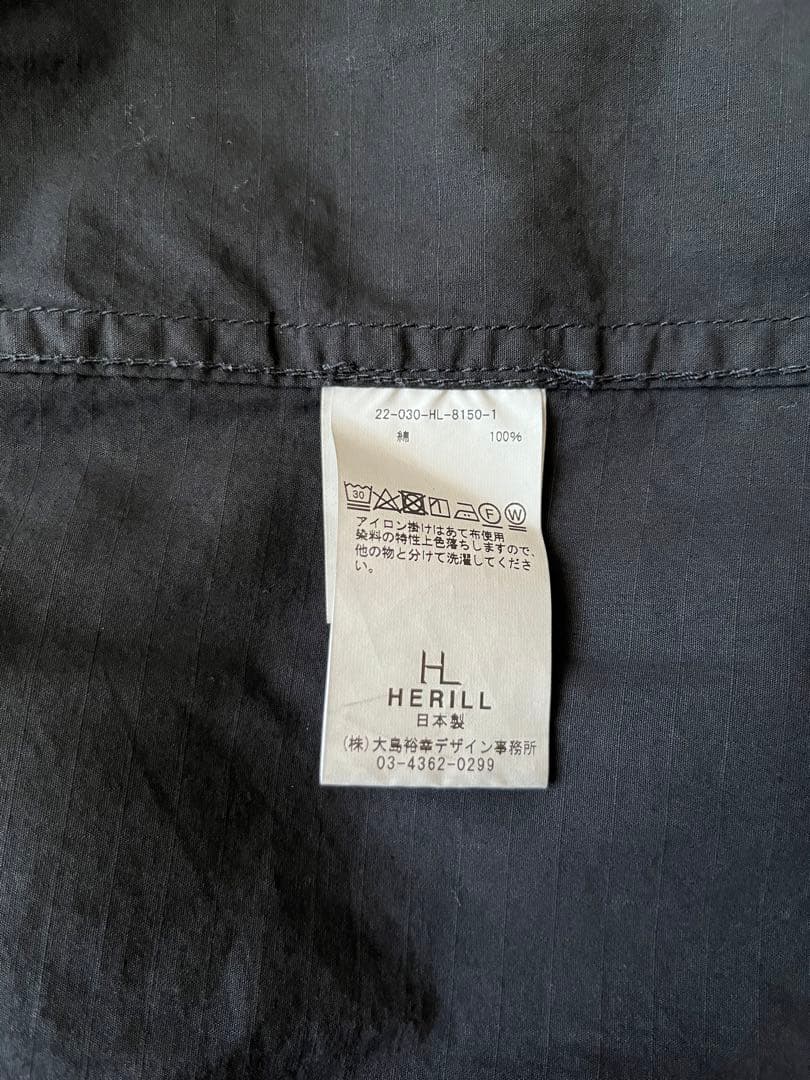 22-030-HL-8150-1
綿 100%
30 F W
アイロン掛けはあて布使用
染料の特性上色落ちしますので、
他の物と分けて洗濯してくださ
い。
HL
HERILL
日本製
(株)大島裕幸デザイン事務所
03-4362-0299